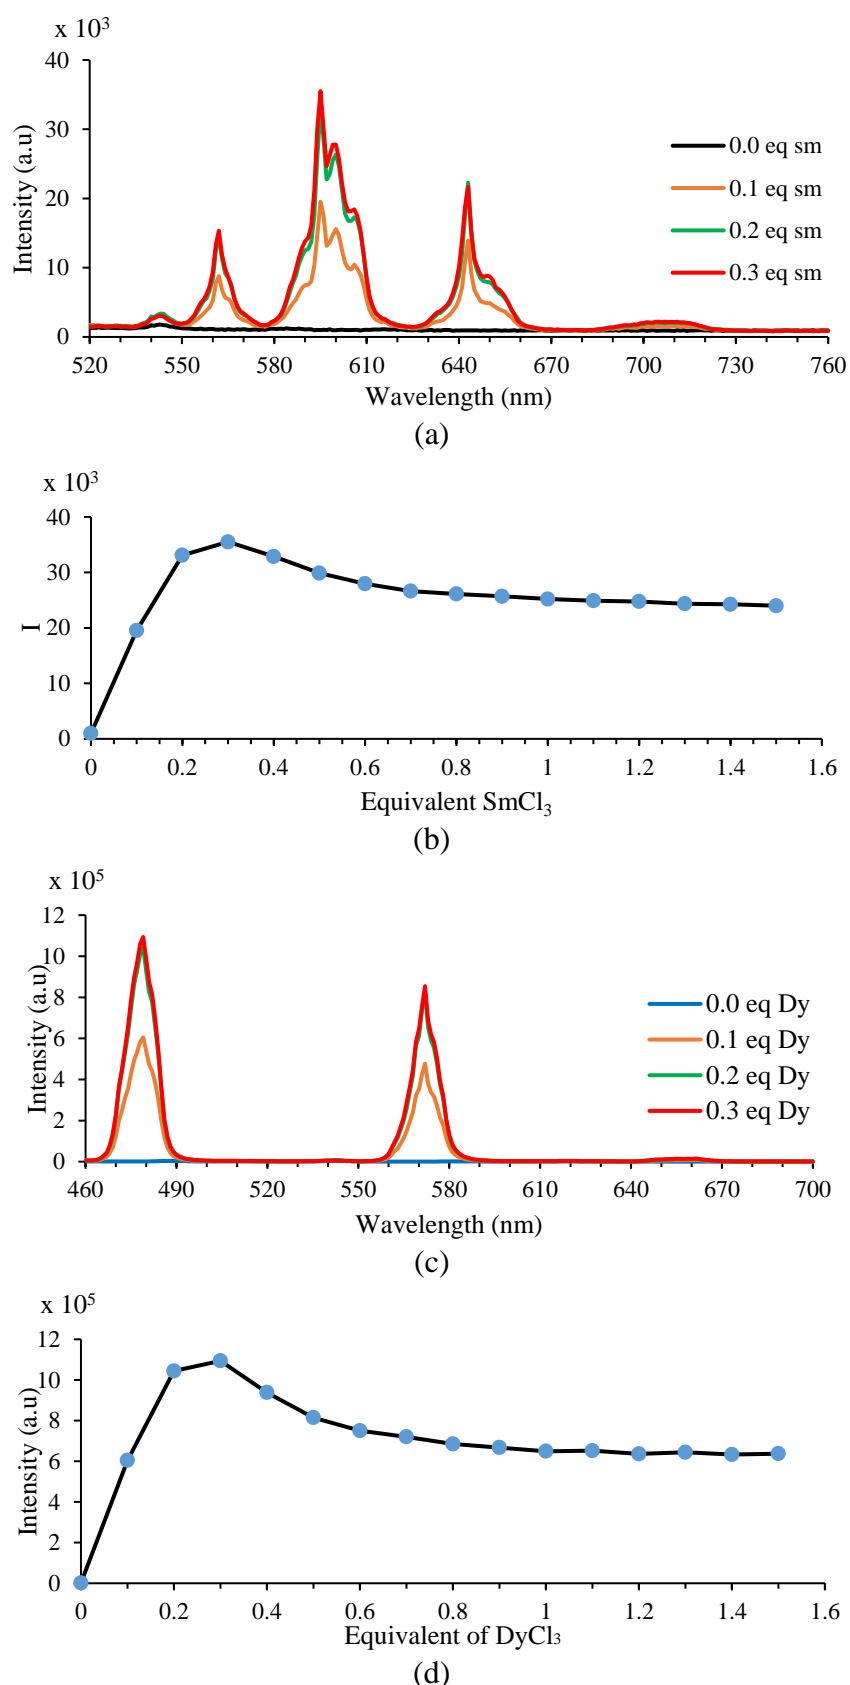 x 10³
40
30
20
10
0
Intensity (a.u)
0.0 eq sm
0.1 eq sm
0.2 eq sm
0.3 eq sm
520 550 580 610 640 670 700 730 760
Wavelength (nm)
(a)
x 10³
40
30
20
10
0
I
0 0.2 0.4 0.6 0.8 1 1.2 1.4 1.6
Equivalent SmCl₃
(b)
x 10⁵
12
10
8
6
4
2
0
Intensity (a.u)
0.0 eq Dy
0.1 eq Dy
0.2 eq Dy
0.3 eq Dy
460 490 520 550 580 610 640 670 700
Wavelength (nm)
(c)
x 10⁵
12
10
8
6
4
2
0
Intensity (a.u)
0 0.2 0.4 0.6 0.8 1 1.2 1.4 1.6
Equivalent of DyCl₃
(d)